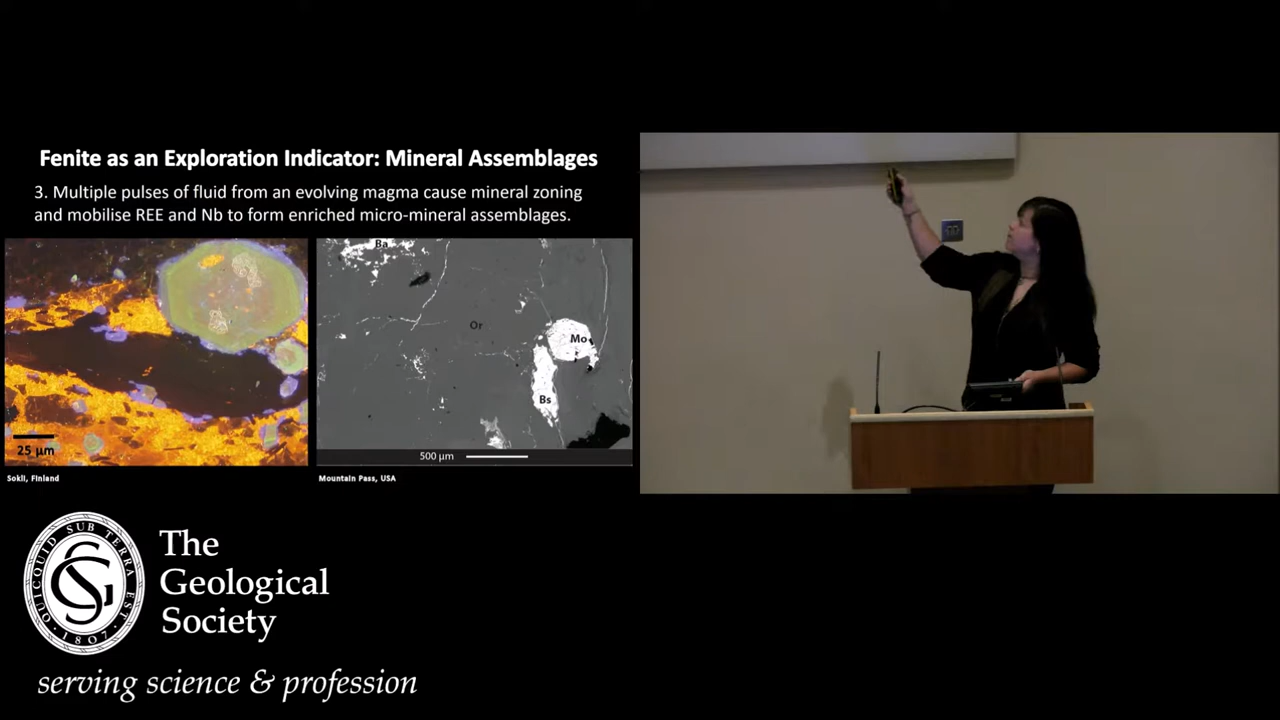 Fenite as an Exploration Indicator: Mineral Assemblages
3. Multiple pulses of fluid from an evolving magma cause mineral zoning
and mobilise REE and Nb to form enriched micro-mineral assemblages.
25 µm
Sokli, Finland
Ba
Or
Mo
Bs
500 µm
Mountain Pass, USA
QUICQUID SUB TERRA EST
· 1807 ·
The
Geological
Society
serving science & profession